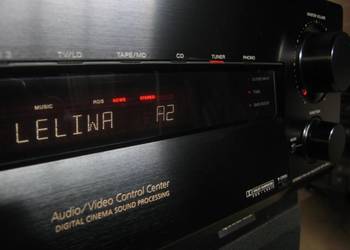 TV/LD TAPE/MD CD TUNER PHONO
MUSIC RDS NEWS STEREO
LELIWA A2
Audio/Video Control Center
DIGITAL CINEMA SOUND PROCESSING